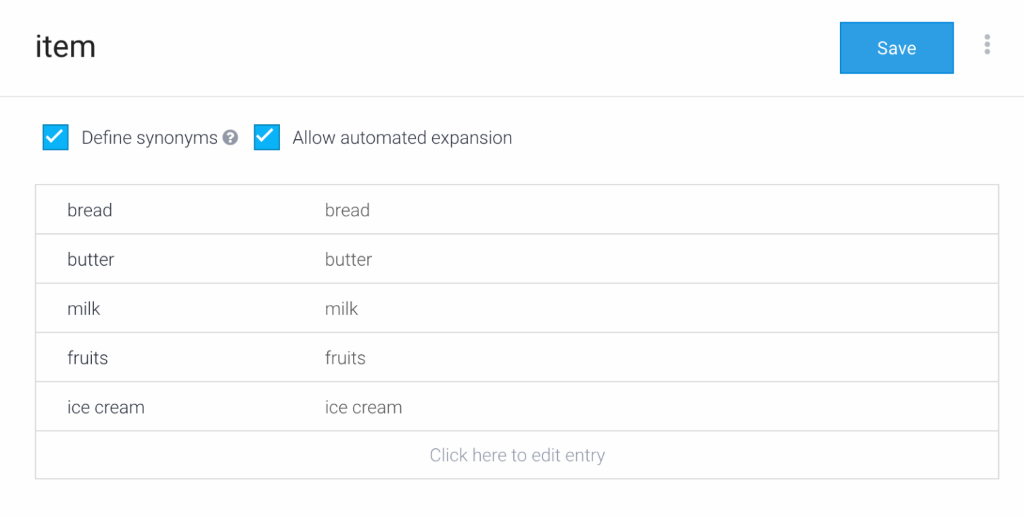 item
Save
Define synonyms ? Allow automated expansion
bread bread
butter butter
milk milk
fruits fruits
ice cream ice cream
Click here to edit entry